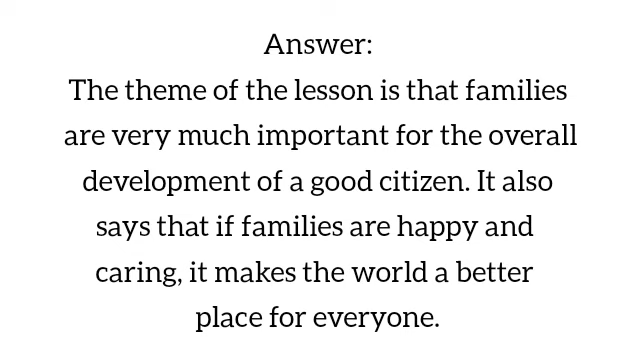 Answer:
The theme of the lesson is that families
are very much important for the overall
development of a good citizen. It also
says that if families are happy and
caring, it makes the world a better
place for everyone.